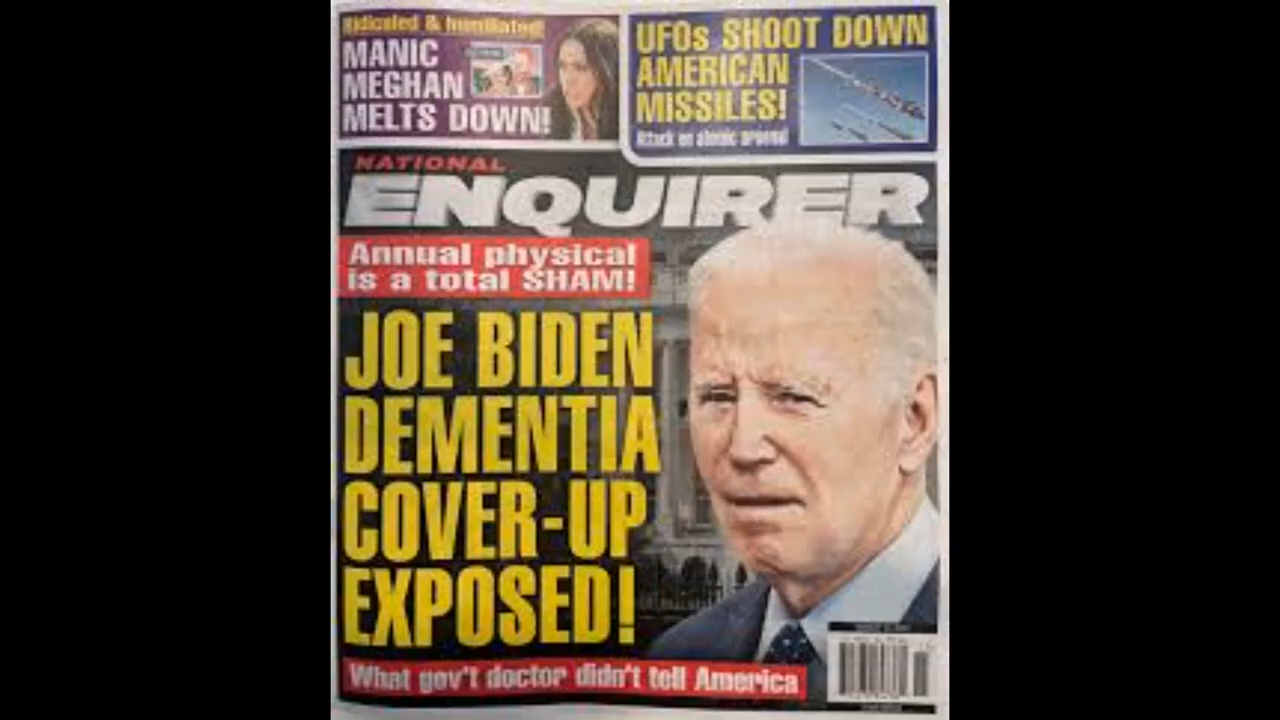 Ridiculed & humiliated!
MANIC
MEGHAN
MELTS DOWN!
UFOs SHOOT DOWN
AMERICAN
MISSILES!
Attack on atomic arsenal
NATIONAL
ENQUIRER
Annual physical
is a total SHAM!
JOE BIDEN
DEMENTIA
COVER-UP
EXPOSED!
What gov't doctor didn't tell America